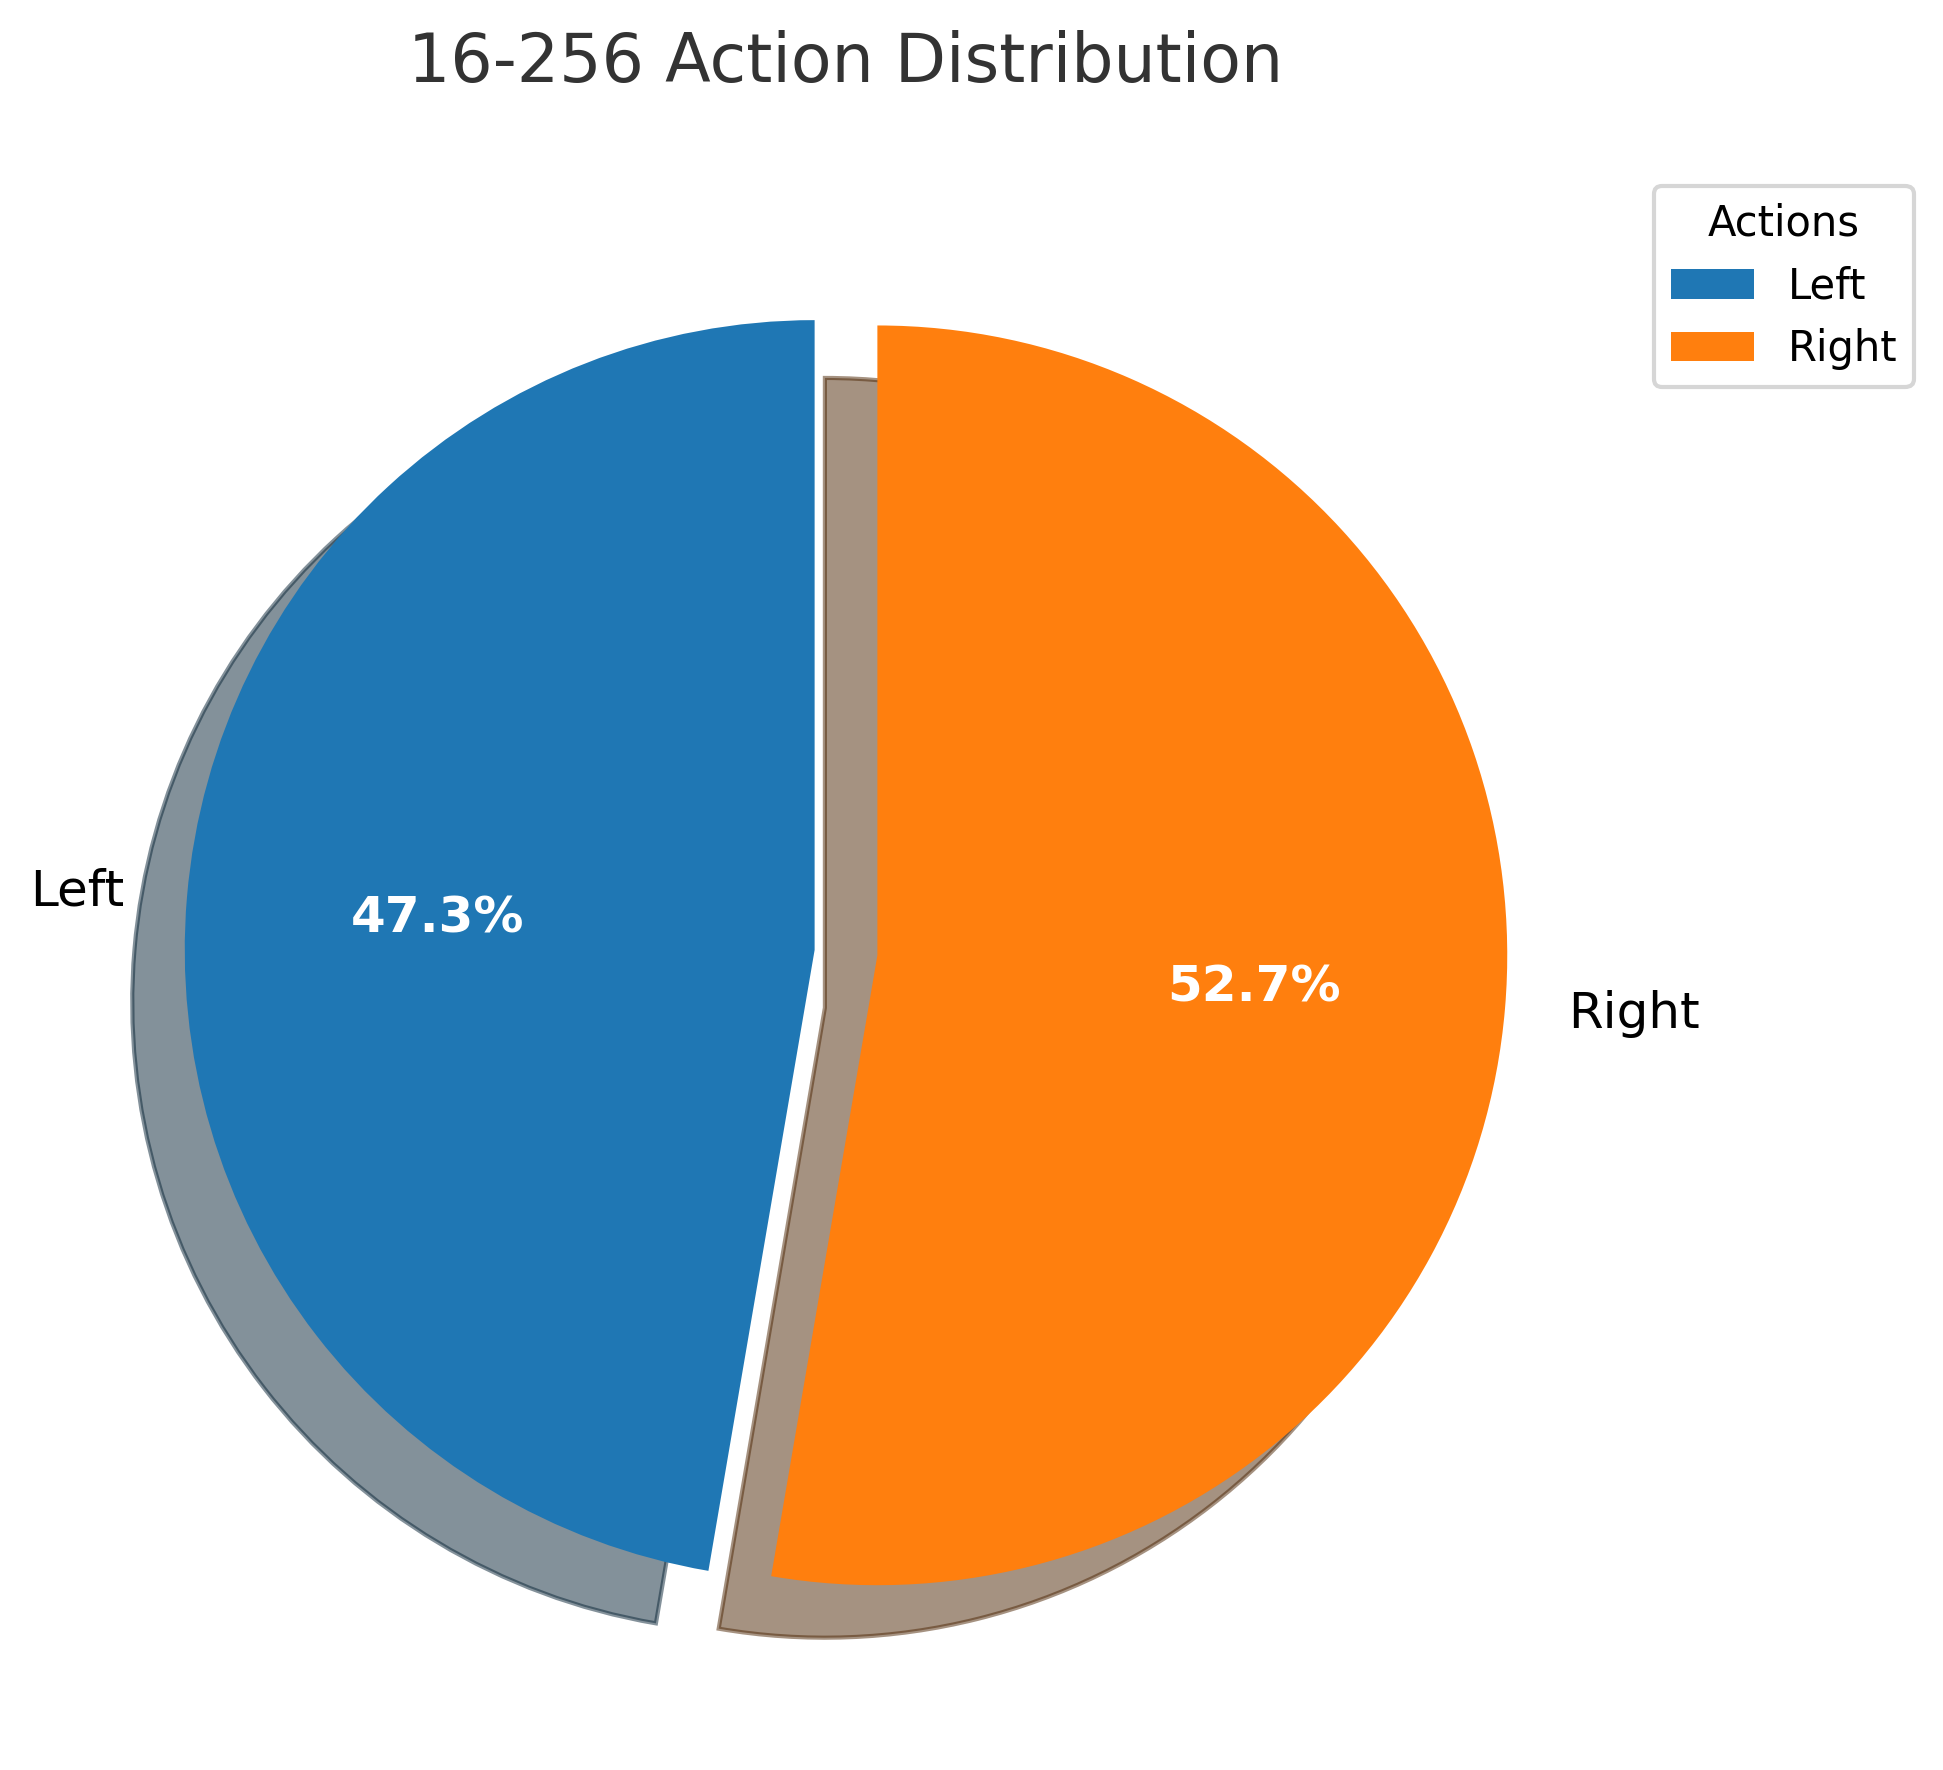 16-256 Action Distribution
Actions
Left
Right
Left
47.3%
52.7%
Right